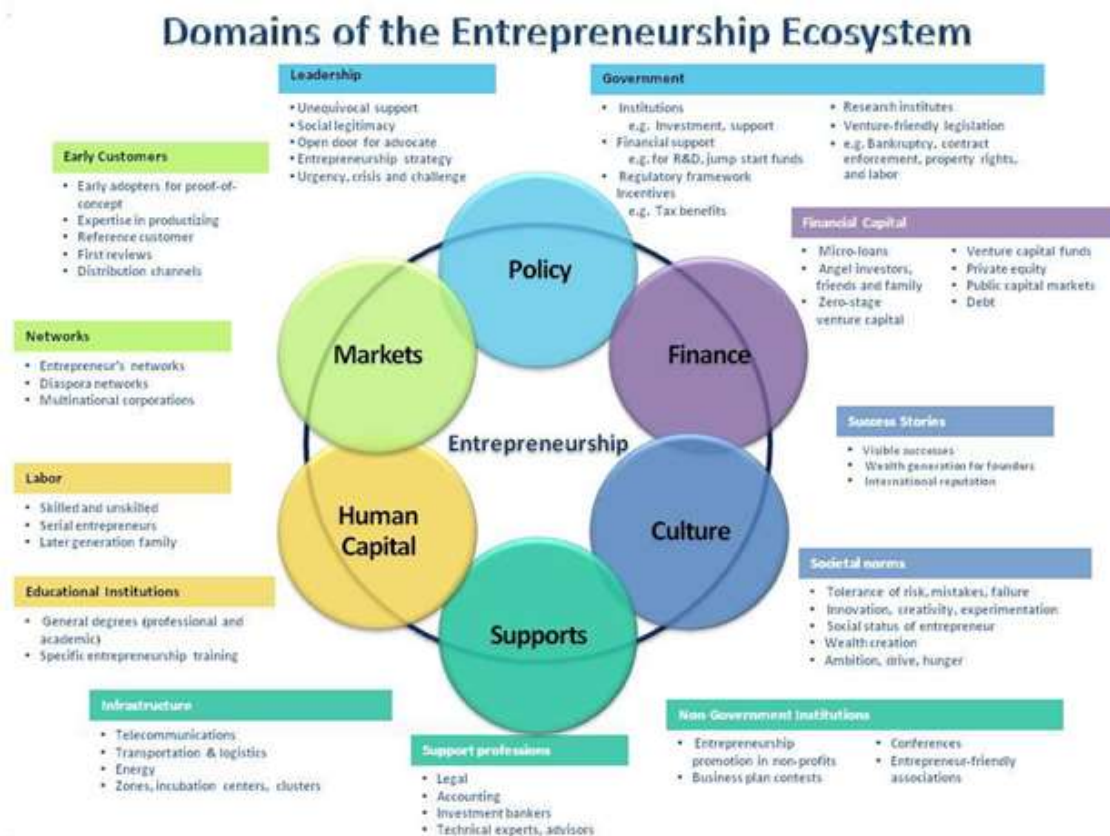 Domains of the Entrepreneurship Ecosystem
Leadership
• Unequivocal support
• Social legitimacy
• Open door for advocate
• Entrepreneurship strategy
• Urgency, crisis and challenge
Government
• Institutions
e.g. Investment, support
• Financial support
e.g. for R&D, jump start funds
• Regulatory framework
Incentives
e.g. Tax benefits
• Research institutes
• Venture-friendly legislation
• e.g. Bankruptcy, contract
enforcement, property rights,
and labor
Early Customers
• Early adopters for proof-of-
concept
• Expertise in productizing
• Reference customer
• First reviews
• Distribution channels
Financial Capital
• Micro-loans
• Angel investors,
friends and family
• Zero-stage
venture capital
• Venture capital funds
• Private equity
• Public capital markets
• Debt
Networks
• Entrepreneur's networks
• Diaspora networks
• Multinational corporations
Policy
Markets
Finance
Entrepreneurship
Human
Capital
Culture
Supports
Success Stories
• Visible successes
• Wealth generation for founders
• International reputation
Labor
• Skilled and unskilled
• Serial entrepreneurs
• Later generation family
Societal norms
• Tolerance of risk, mistakes, failure
• Innovation, creativity, experimentation
• Social status of entrepreneur
• Wealth creation
• Ambition, drive, hunger
Educational Institutions
• General degrees (professional and
academic)
• Specific entrepreneurship training
Infrastructure
• Telecommunications
• Transportation & logistics
• Energy
• Zones, incubation centers, clusters
Support professions
• Legal
• Accounting
• Investment bankers
• Technical experts, advisors
Non-Government Institutions
• Entrepreneurship
promotion in non-profits
• Business plan contests
• Conferences
• Entrepreneur-friendly
associations